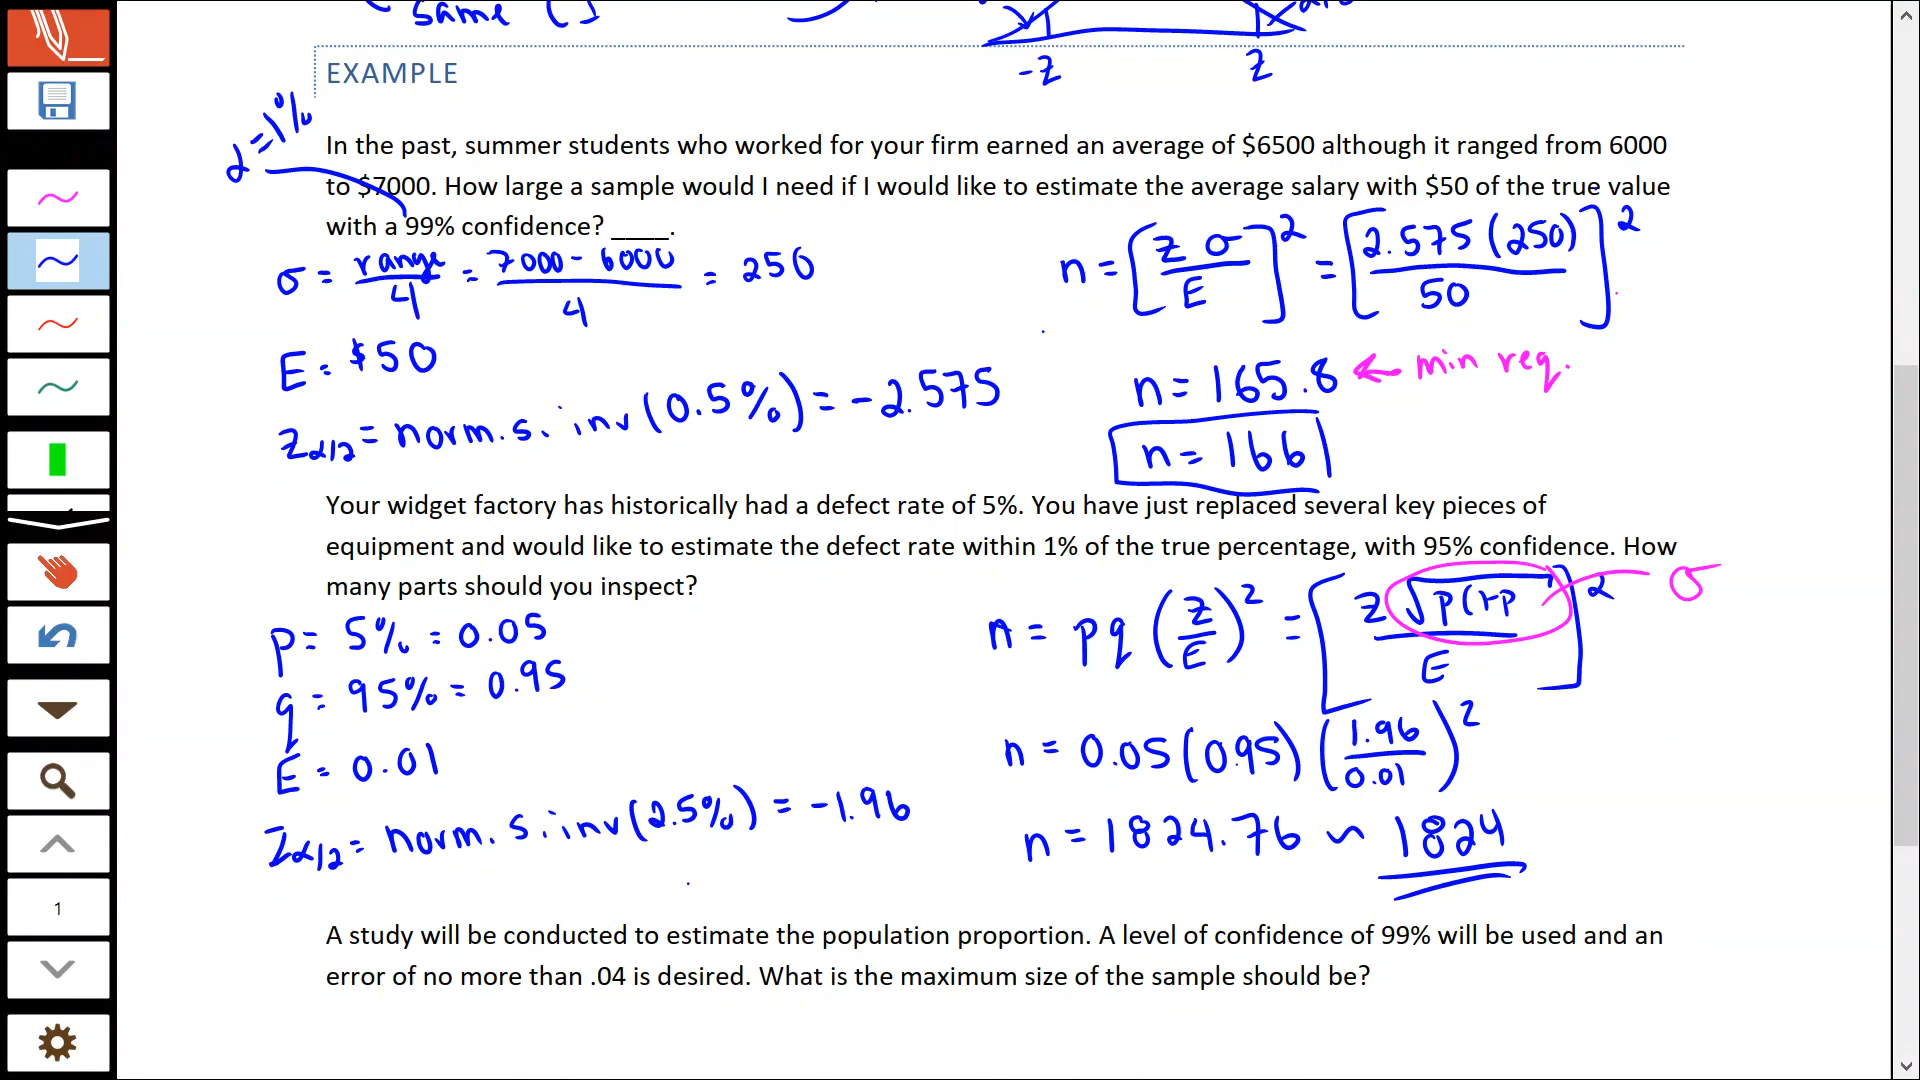 same ( )
-z z
EXAMPLE
α = 1%
In the past, summer students who worked for your firm earned an average of $6500 although it ranged from 6000
to $7000. How large a sample would I need if I would like to estimate the average salary with $50 of the true value
with a 99% confidence? ____.
σ = range/4 = 7000 - 6000/4 = 250
n = [zσ/E]² = [2.575(250)/50]²
E = $50
n = 165.8 ← min req.
Zα/2 = norm.s.inv(0.5%) = -2.575
n = 166
Your widget factory has historically had a defect rate of 5%. You have just replaced several key pieces of
equipment and would like to estimate the defect rate within 1% of the true percentage, with 95% confidence. How
many parts should you inspect?
p = 5% = 0.05
n = pq(z/E)² = [z√p(1-p/E]² σ
q = 95% = 0.95
n = 0.05(0.95)(1.96/0.01)²
E = 0.01
Zα/2 = norm.s.inv(2.5%) = -1.96
n = 1824.76 ~ 1824
A study will be conducted to estimate the population proportion. A level of confidence of 99% will be used and an
error of no more than .04 is desired. What is the maximum size of the sample should be?
1